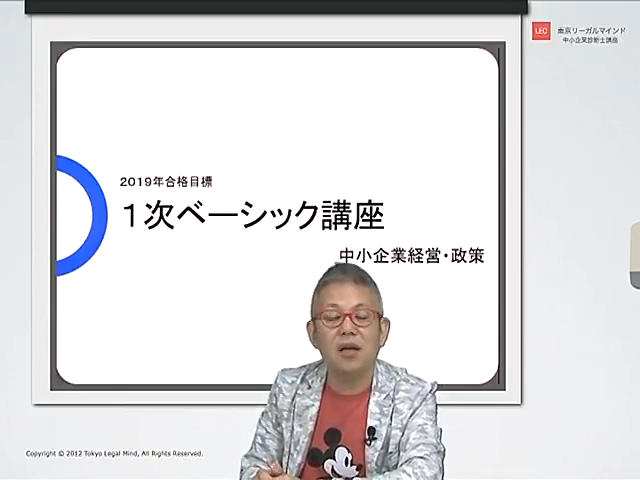 LEC 東京リーガルマインド
中小企業診断士講座
2019年合格目標
1次ベーシック講座
中小企業経営・政策
Copyright © 2012 Tokyo Legal Mind, All Rights Reserved.